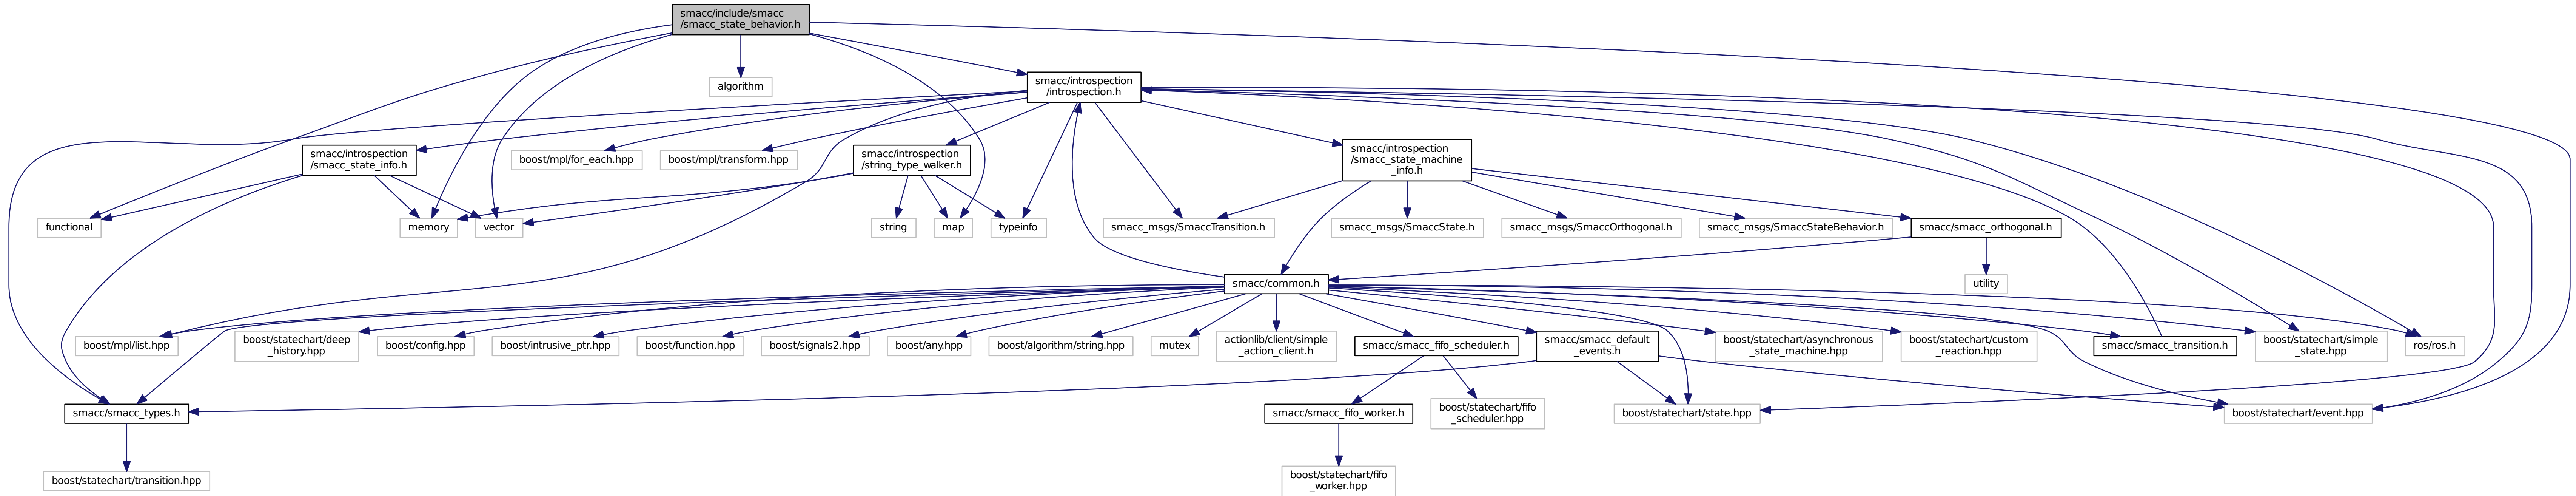 smacc/include/smacc
/smacc_state_behavior.h
algorithm
smacc/introspection
/introspection.h
smacc/introspection
/smacc_state_info.h
boost/mpl/for_each.hpp
boost/mpl/transform.hpp
smacc/introspection
/string_type_walker.h
smacc/introspection
/smacc_state_machine
_info.h
functional
memory
vector
string
map
typeinfo
smacc_msgs/SmaccTransition.h
smacc_msgs/SmaccState.h
smacc_msgs/SmaccOrthogonal.h
smacc_msgs/SmaccStateBehavior.h
smacc/smacc_orthogonal.h
smacc/common.h
utility
boost/mpl/list.hpp
boost/statechart/deep
_history.hpp
boost/config.hpp
boost/intrusive_ptr.hpp
boost/function.hpp
boost/signals2.hpp
boost/any.hpp
boost/algorithm/string.hpp
mutex
actionlib/client/simple
_action_client.h
smacc/smacc_fifo_scheduler.h
smacc/smacc_default
_events.h
boost/statechart/asynchronous
_state_machine.hpp
boost/statechart/custom
_reaction.hpp
smacc/smacc_transition.h
boost/statechart/simple
_state.hpp
ros/ros.h
smacc/smacc_types.h
smacc/smacc_fifo_worker.h
boost/statechart/fifo
_scheduler.hpp
boost/statechart/state.hpp
boost/statechart/event.hpp
boost/statechart/transition.hpp
boost/statechart/fifo
_worker.hpp